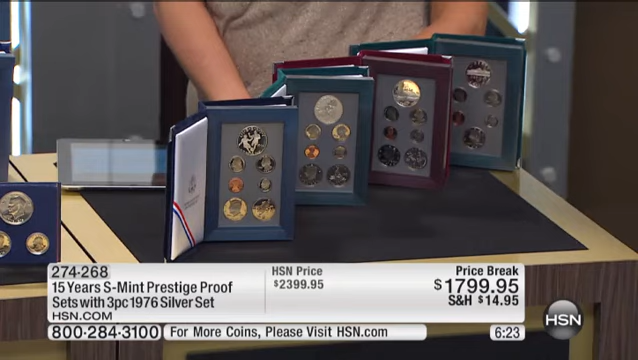 HSN
274-268
15 Years S-Mint Prestige Proof
Sets with 3pc 1976 Silver Set
HSN.COM
HSN Price
$2399.95
Price Break
$1799.95
S&H $14.95
800-284-3100 For More Coins, Please Visit HSN.com
6:23
HSN